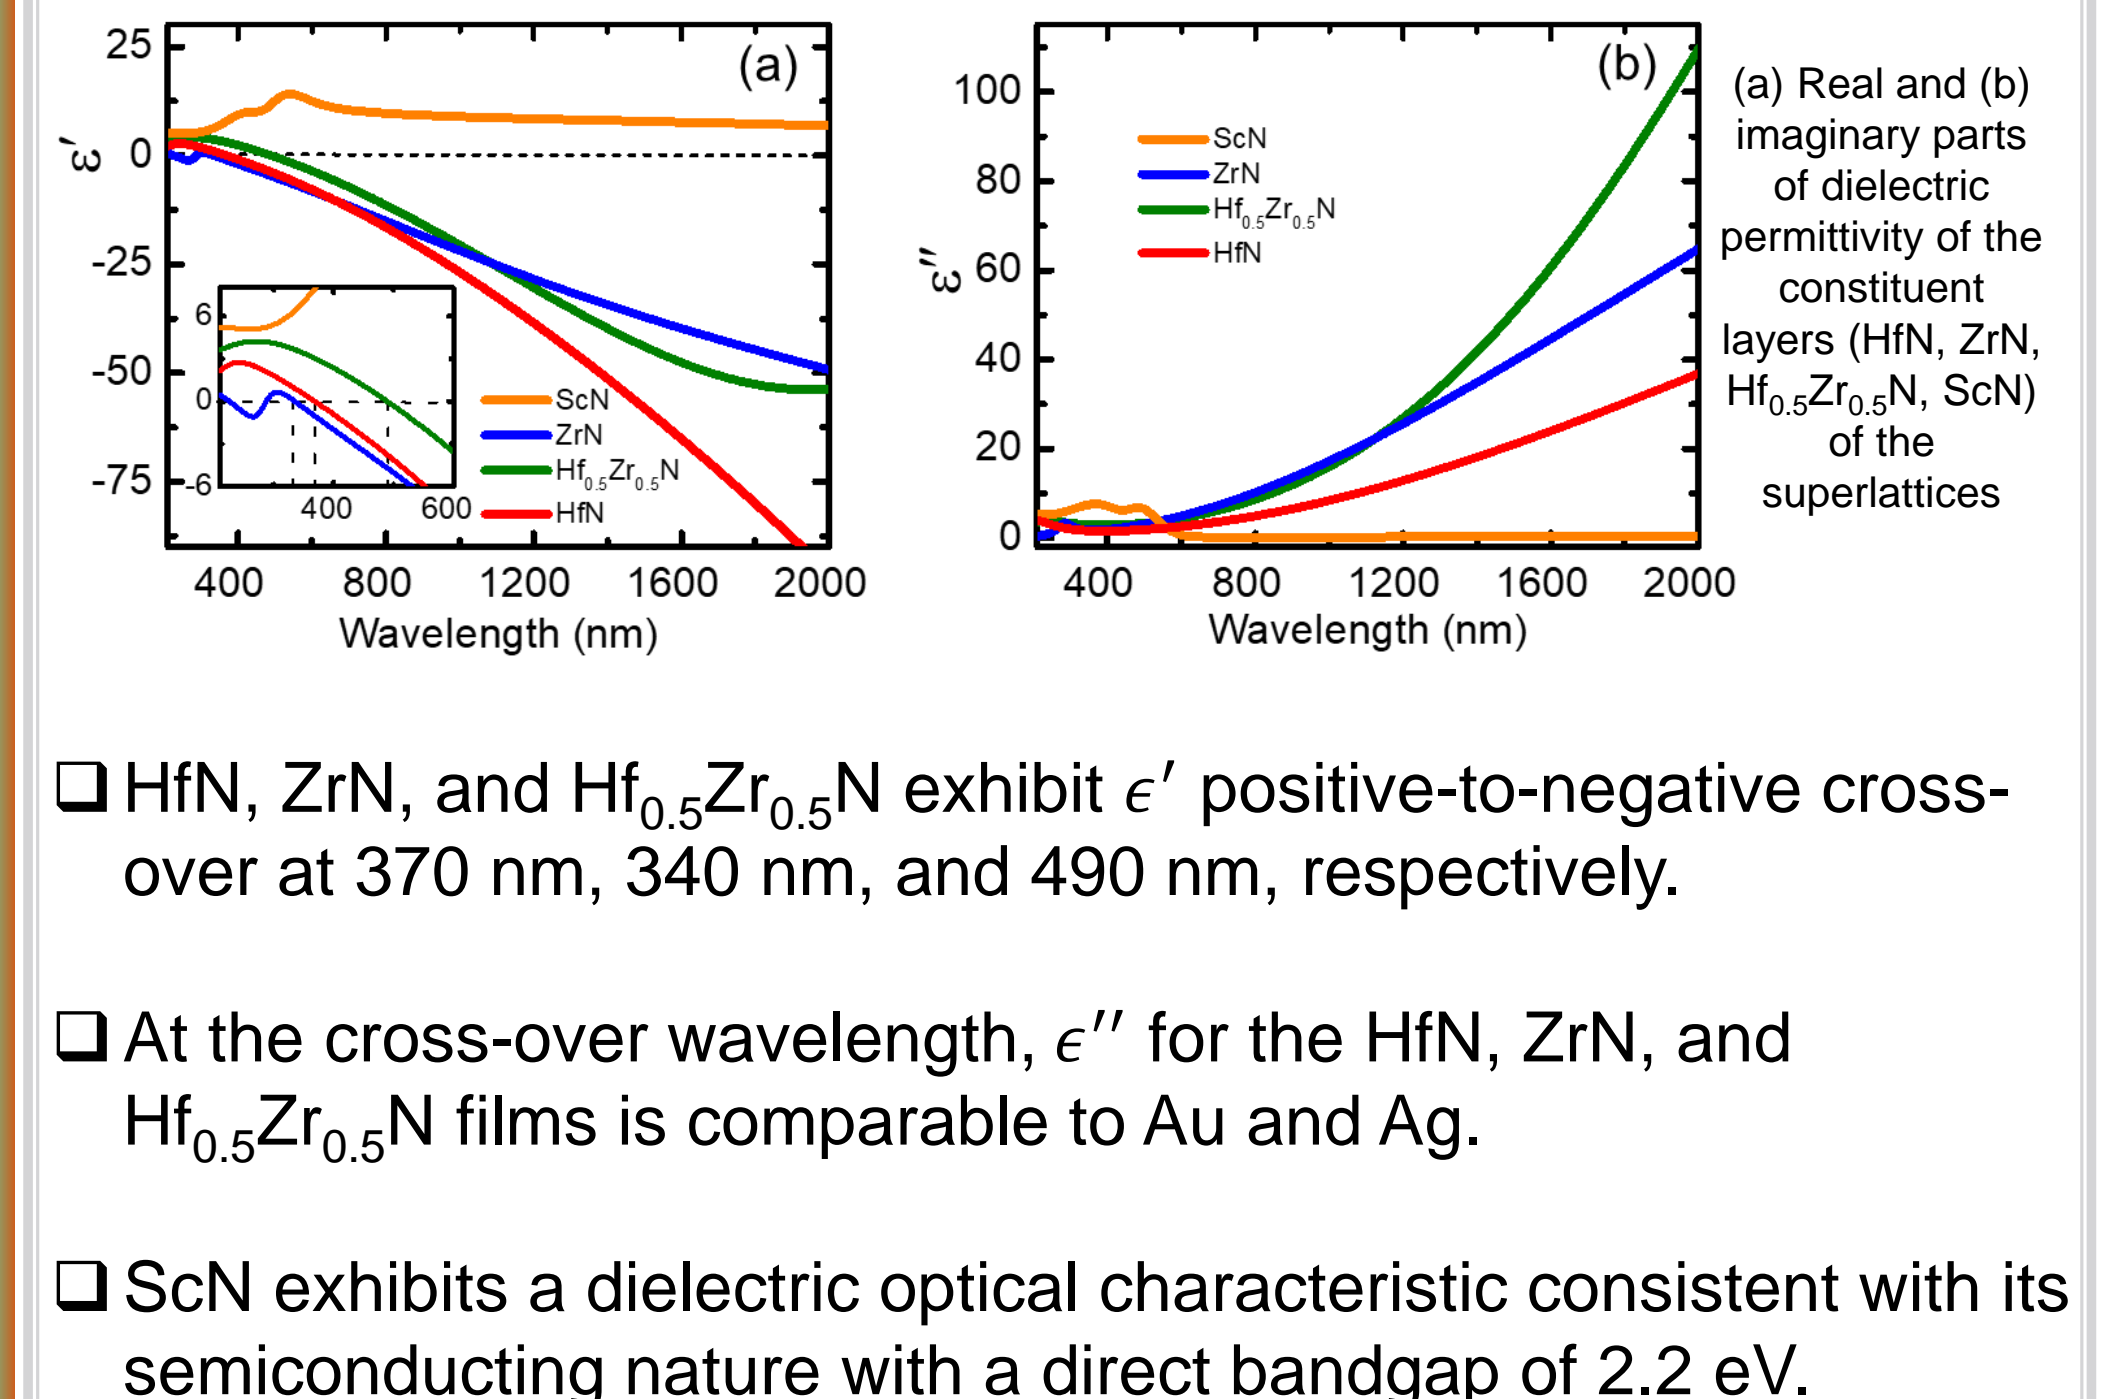 25
0
-25
-50
-75
ε′
(a)
6
0
-6
400
600
ScN
ZrN
Hf₀.₅Zr₀.₅N
HfN
400 800 1200 1600 2000
Wavelength (nm)
100
80
60
40
20
0
ε′′
(b)
ScN
ZrN
Hf₀.₅Zr₀.₅N
HfN
400 800 1200 1600 2000
Wavelength (nm)
(a) Real and (b)
imaginary parts
of dielectric
permittivity of the
constituent
layers (HfN, ZrN,
Hf₀.₅Zr₀.₅N, ScN)
of the
superlattices
❑ HfN, ZrN, and Hf₀.₅Zr₀.₅N exhibit ϵ′ positive-to-negative cross-
over at 370 nm, 340 nm, and 490 nm, respectively.
❑ At the cross-over wavelength, ϵ′′ for the HfN, ZrN, and
Hf₀.₅Zr₀.₅N films is comparable to Au and Ag.
❑ ScN exhibits a dielectric optical characteristic consistent with its
semiconducting nature with a direct bandgap of 2.2 eV.